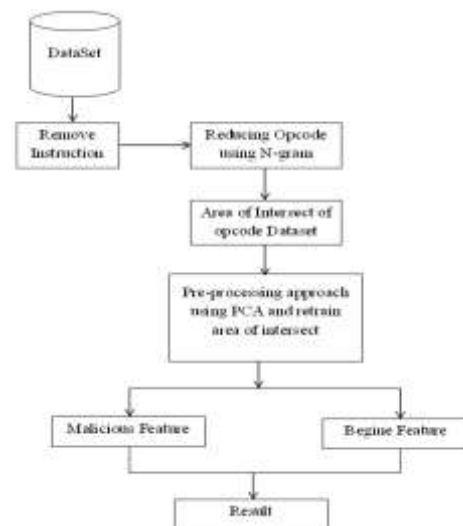 DataSet
Remove
Instruction
Reducing Opcode
using N-gram
Area of Intersect of
opcode Dataset
Pre-processing approach
using PCA and retrain
area of intersect
Malicious Feature
Begine Feature
Result